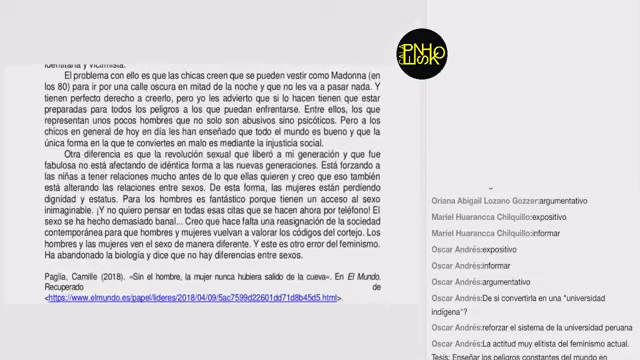 identitaria y victimista.
El problema con ello es que las chicas creen que se pueden vestir como Madonna (en
los 80) para ir por una calle oscura en mitad de la noche y que no les va a pasar nada. Y
tienen perfecto derecho a creerlo, pero yo les advierto que si lo hacen tienen que estar
preparadas para todos los peligros a los que puedan enfrentarse. Entre ellos, los que
representan unos pocos hombres que no solo son abusivos sino psicóticos. Pero a los
chicos en general de hoy en día les han enseñado que todo el mundo es bueno y que la
única forma en la que te conviertes en malo es mediante la injusticia social.
Otra diferencia es que la revolución sexual que liberó a mi generación y que fue
fabulosa no está afectando de idéntica forma a las nuevas generaciones. Está forzando a
las niñas a tener relaciones mucho antes de lo que ellas quieren y creo que eso también
está alterando las relaciones entre sexos. De esta forma, las mujeres están perdiendo
dignidad y estatus. Para los hombres es fantástico porque tienen un acceso al sexo
inimaginable. ¡Y no quiero pensar en todas esas citas que se hacen ahora por teléfono! El
sexo se ha hecho demasiado banal... Creo que hace falta una reasignación de la sociedad
contemporánea para que hombres y mujeres vuelvan a valorar los códigos del cortejo. Los
hombres y las mujeres ven el sexo de manera diferente. Y este es otro error del feminismo.
Ha abandonado la biología y dice que no hay diferencias entre sexos.
Paglia, Camille (2018). «Sin el hombre, la mujer nunca hubiera salido de la cueva». En El Mundo.
Recuperado de
<https://www.elmundo.es/papel/lideres/2018/04/09/5ac7599d22601dd71d8b45d5.html>.
Oriana Abigail Lozano Gozzer:argumentativo
Mariel Huarancca Chilquillo:expositivo
Mariel Huarancca Chilquillo:informar
Oscar Andrés:expositivo
Oscar Andrés:informar
Oscar Andrés:argumentativo
Oscar Andrés:De si convertirla en una "universidad
indígena"?
Oscar Andrés:reforzar el sistema de la universidad peruana
Oscar Andrés:La actitud muy elitista del feminismo actual.
Tesis: Enseñar los peligros constantes del mundo en